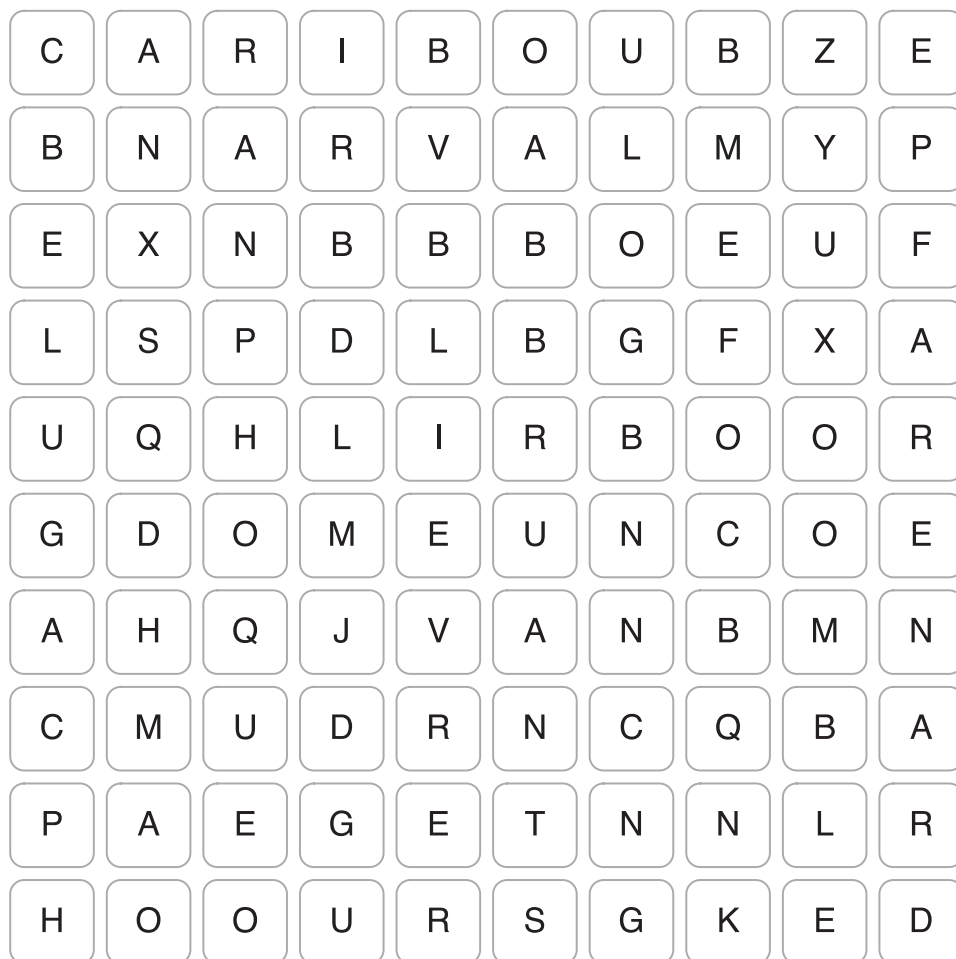 C A R I B O U B Z E
B N A R V A L M Y P
E X N B B B O E U F
L S P D L B G F X A
U Q H L I R B O O R
G D O M E U N C O E
A H Q J V A N B M N
C M U D R N C Q B A
P A E G E T N N L R
H O O U R S G K E D